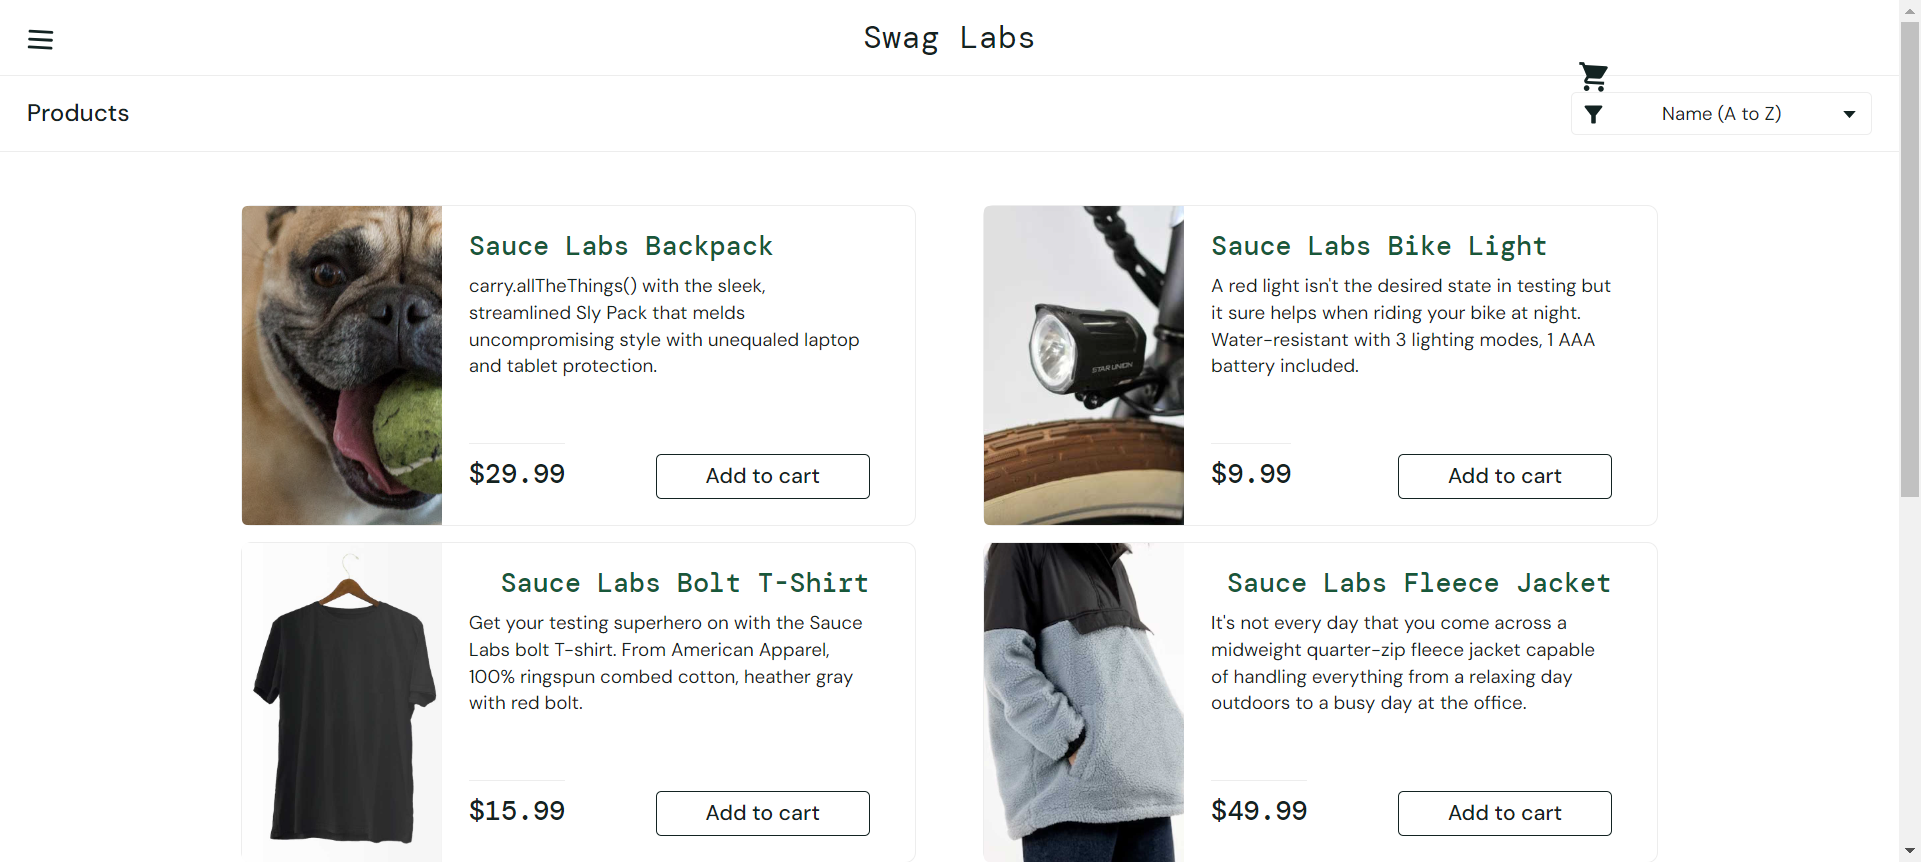 Swag Labs
Products
Name (A to Z)
Sauce Labs Backpack
carry.allTheThings() with the sleek,
streamlined Sly Pack that melds
uncompromising style with unequaled laptop
and tablet protection.
$29.99
Add to cart
Sauce Labs Bike Light
A red light isn't the desired state in testing but
it sure helps when riding your bike at night.
Water-resistant with 3 lighting modes, 1 AAA
battery included.
STAR UNION
$9.99
Add to cart
Sauce Labs Bolt T-Shirt
Get your testing superhero on with the Sauce
Labs bolt T-shirt. From American Apparel,
100% ringspun combed cotton, heather gray
with red bolt.
$15.99
Add to cart
Sauce Labs Fleece Jacket
It's not every day that you come across a
midweight quarter-zip fleece jacket capable
of handling everything from a relaxing day
outdoors to a busy day at the office.
$49.99
Add to cart